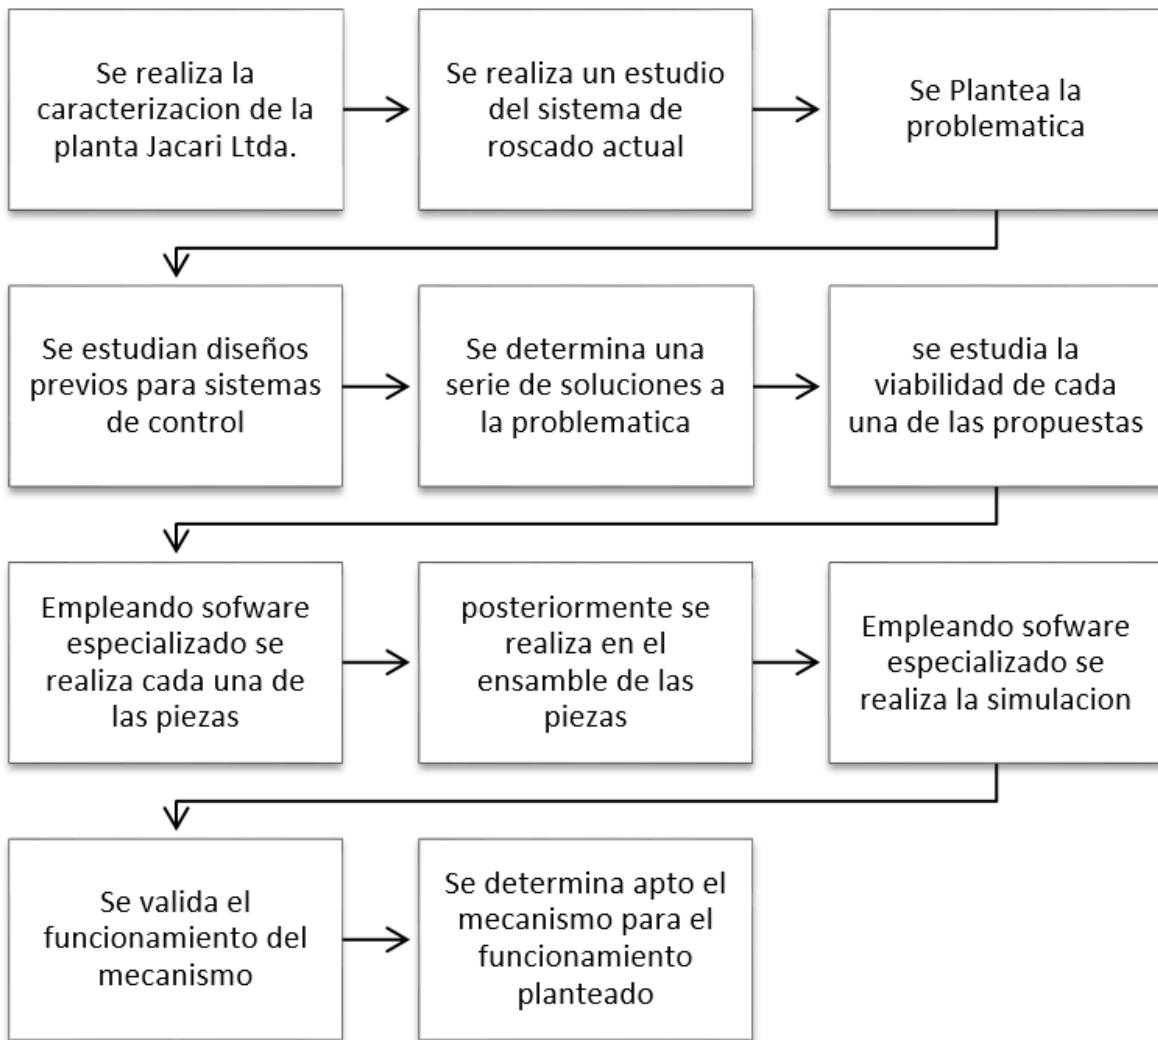 Se realiza la
caracterizacion de la
planta Jacari Ltda.
Se realiza un estudio
del sistema de
roscado actual
Se Plantea la
problematica
Se estudian diseños
previos para sistemas
de control
Se determina una
serie de soluciones a
la problematica
se estudia la
viabilidad de cada
una de las propuestas
Empleando sofware
especializado se
realiza cada una de
las piezas
posteriormente se
realiza en el
ensamble de las
piezas
Empleando sofware
especializado se
realiza la simulacion
Se valida el
funcionamiento del
mecanismo
Se determina apto el
mecanismo para el
funcionamiento
planteado